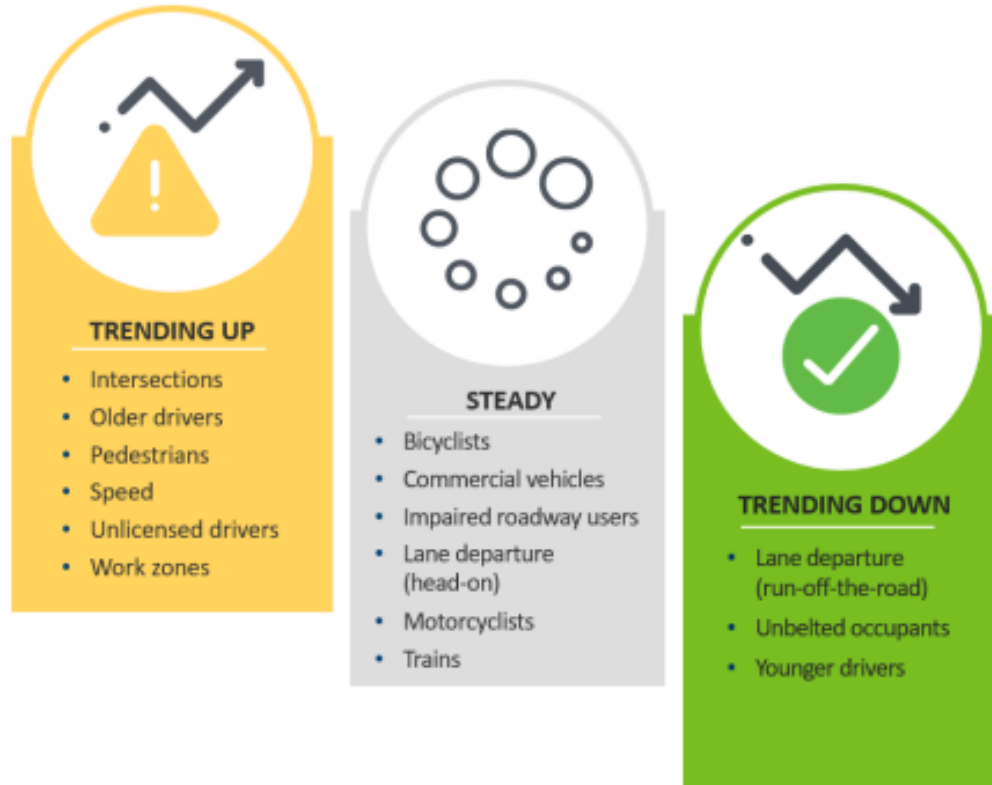 TRENDING UP
• Intersections
• Older drivers
• Pedestrians
• Speed
• Unlicensed drivers
• Work zones
STEADY
• Bicyclists
• Commercial vehicles
• Impaired roadway users
• Lane departure
(head-on)
• Motorcyclists
• Trains
TRENDING DOWN
• Lane departure
(run-off-the-road)
• Unbelted occupants
• Younger drivers